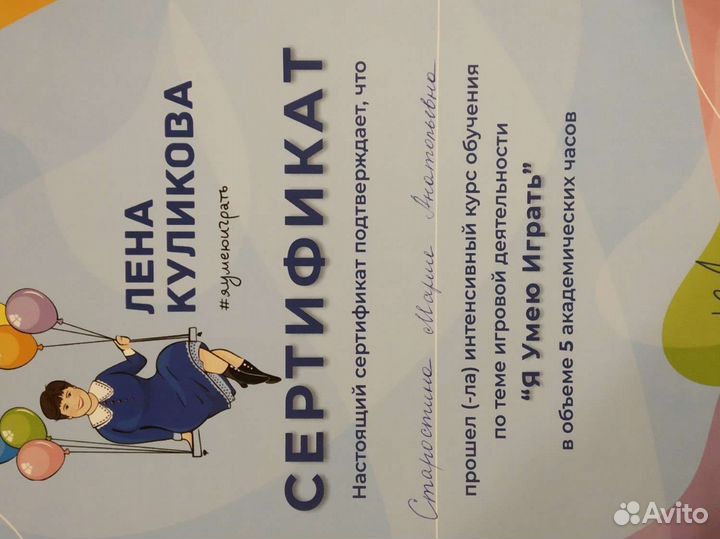 ЛЕНА
КУЛИКОВА
#яумеюиграть
СЕРТИФИКАТ
Настоящий сертификат подтверждает, что
Старостина Мария Анатольевна
прошел (-ла) интенсивный курс обучения
по теме игровой деятельности
“Я Умею Играть”
в объеме 5 академических часов
Avito